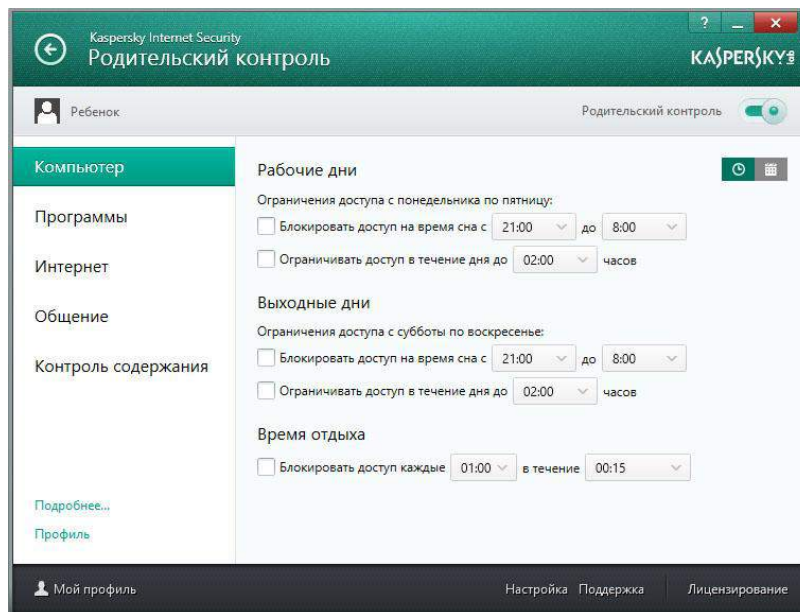 Kaspersky Internet Security
Родительский контроль
? _ ×
KASPERSKY lab
Ребенок
Родительский контроль
Компьютер
Программы
Интернет
Общение
Контроль содержания
Подробнее...
Профиль
Рабочие дни
Ограничения доступа с понедельника по пятницу:
Блокировать доступ на время сна с 21:00 до 8:00
Ограничивать доступ в течение дня до 02:00 часов
Выходные дни
Ограничения доступа с субботы по воскресенье:
Блокировать доступ на время сна с 21:00 до 8:00
Ограничивать доступ в течение дня до 02:00 часов
Время отдыха
Блокировать доступ каждые 01:00 в течение 00:15
Мой профиль
Настройка Поддержка Лицензирование